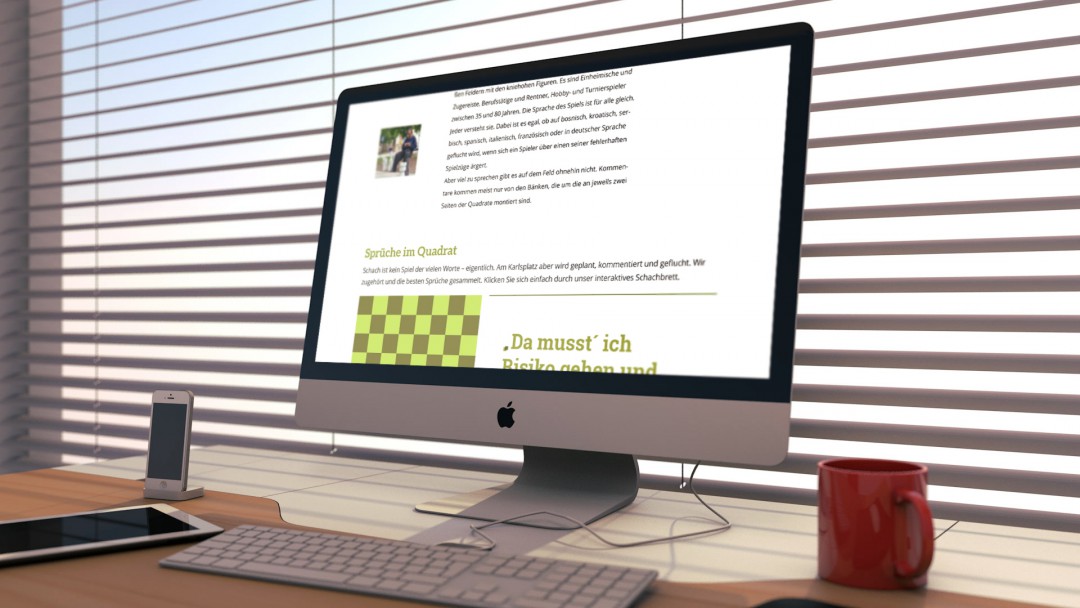 ßen Feldern mit den kniehohen Figuren. Es sind Einheimische und
Zugereiste, Berufstätige und Rentner, Hobby- und Turnierspieler
zwischen 35 und 80 Jahren. Die Sprache des Spiels ist für alle gleich.
Jeder versteht sie. Dabei ist es egal, ob auf bosnisch, kroatisch, ser-
bisch, spanisch, italienisch, französisch oder in deutscher Sprache
geflucht wird, wenn sich ein Spieler über einen seiner fehlerhaften
Spielzüge ärgert.
Aber viel zu sprechen gibt es auf dem Feld ohnehin nicht. Kommen-
tare kommen meist nur von den Bänken, die um die an jeweils zwei
Seiten der Quadrate montiert sind.
Sprüche im Quadrat
Schach ist kein Spiel der vielen Worte – eigentlich. Am Karlsplatz aber wird geplant, kommentiert und geflucht. Wir
zugehört und die besten Sprüche gesammelt. Klicken Sie sich einfach durch unser interaktives Schachbrett.
„Da musst´ ich
Risiko gehen und